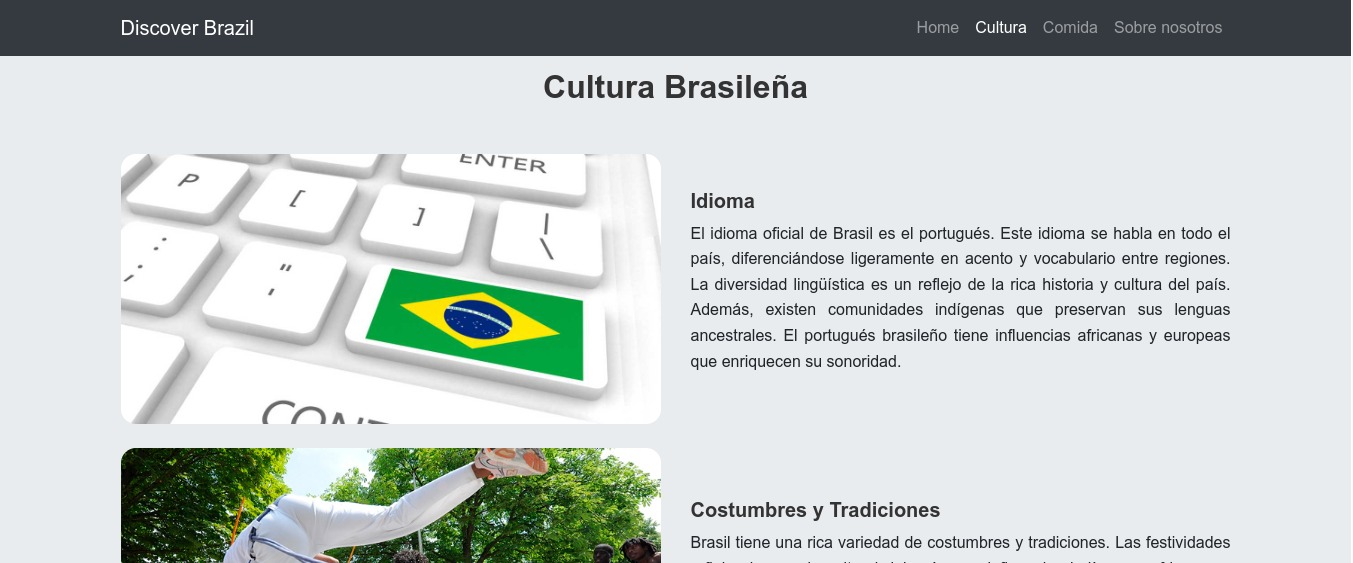 Discover Brazil
Home Cultura Comida Sobre nosotros
Cultura Brasileña
ENTER
P [ ] | \
: ; " '
CONT
Idioma
El idioma oficial de Brasil es el portugués. Este idioma se habla en todo el
país, diferenciándose ligeramente en acento y vocabulario entre regiones.
La diversidad lingüística es un reflejo de la rica historia y cultura del país.
Además, existen comunidades indígenas que preservan sus lenguas
ancestrales. El portugués brasileño tiene influencias africanas y europeas
que enriquecen su sonoridad.
Costumbres y Tradiciones
Brasil tiene una rica variedad de costumbres y tradiciones. Las festividades